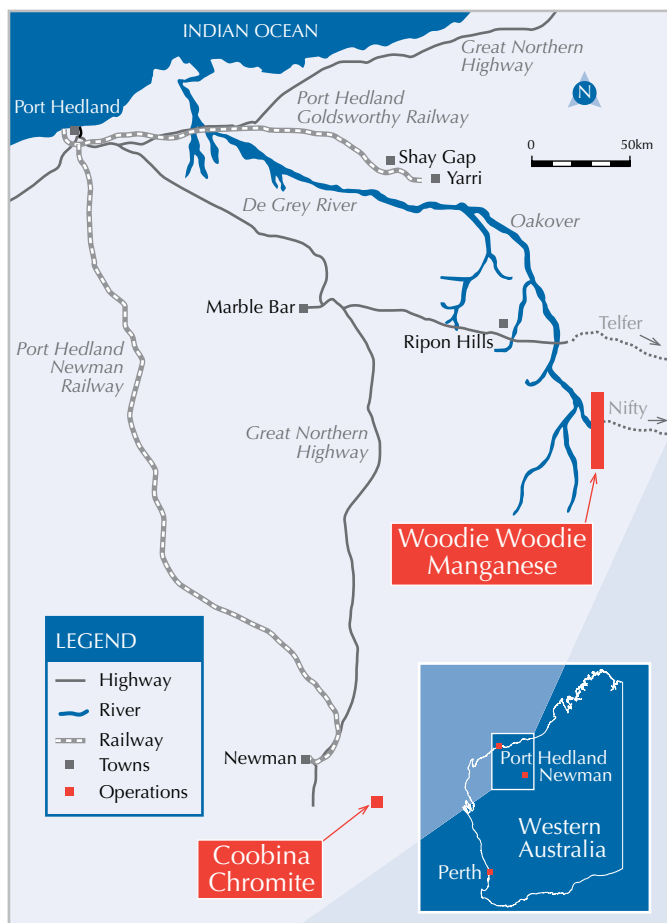 INDIAN OCEAN
Great Northern
Highway
N
Port Hedland
Port Hedland
Goldsworthy Railway
0
50km
Shay Gap
Yarri
De Grey River
Oakover
Marble Bar
Ripon Hills
Telfer
Port Hedland
Newman
Railway
Nifty
Great Northern
Highway
Woodie Woodie
Manganese
LEGEND
Highway
River
Railway
Towns
Operations
Newman
Coobina
Chromite
Port Hedland
Newman
Western
Australia
Perth